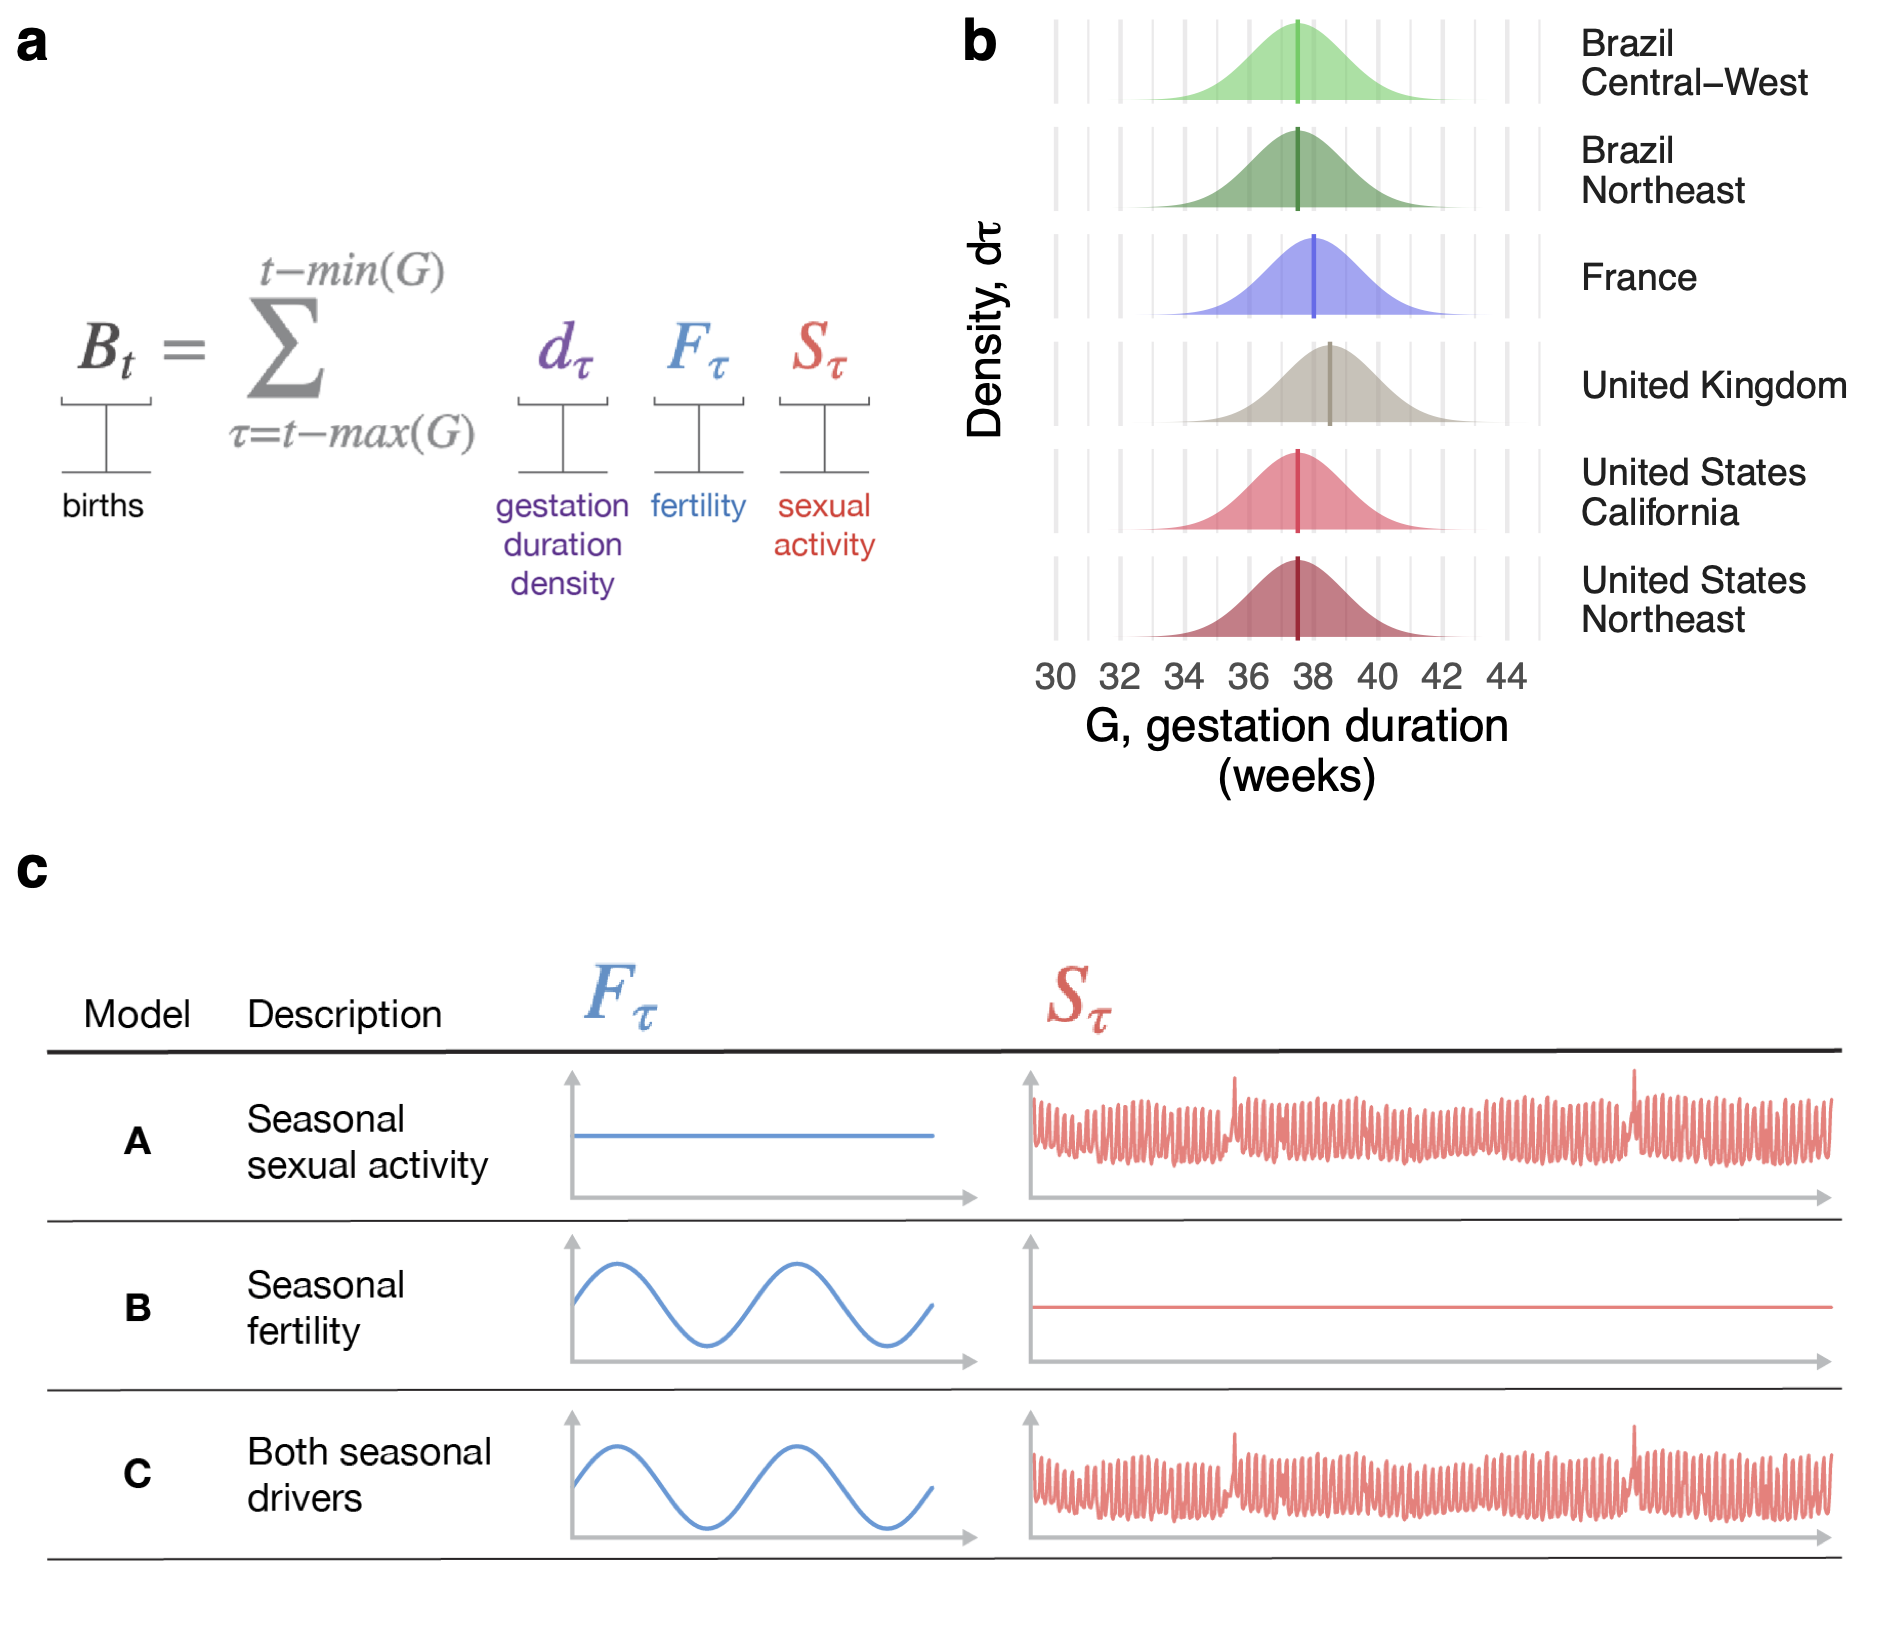 a
t−min(G)
B_t = ∑ d_τ F_τ S_τ
τ=t−max(G)
births
gestation duration density
fertility
sexual activity
b
Density, dτ
Brazil
Central−West
Brazil
Northeast
France
United Kingdom
United States
California
United States
Northeast
30 32 34 36 38 40 42 44
G, gestation duration
(weeks)
c
Model Description F_τ S_τ
A
Seasonal
sexual activity
B
Seasonal
fertility
C
Both seasonal
drivers